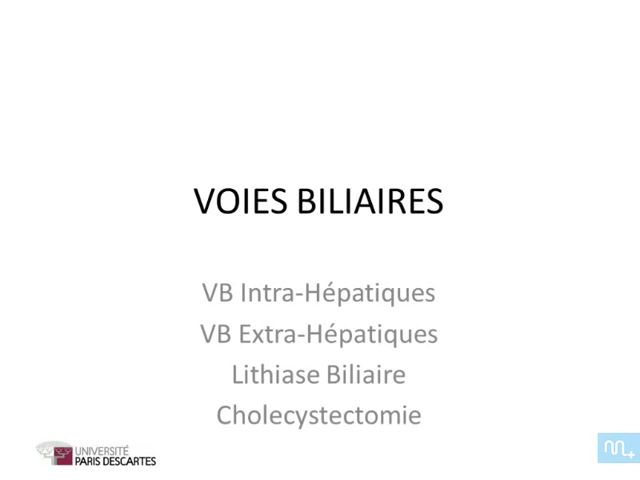 VOIES BILIAIRES
VB Intra-Hépatiques
VB Extra-Hépatiques
Lithiase Biliaire
Cholecystectomie
UNIVERSITÉ
PARIS DESCARTES